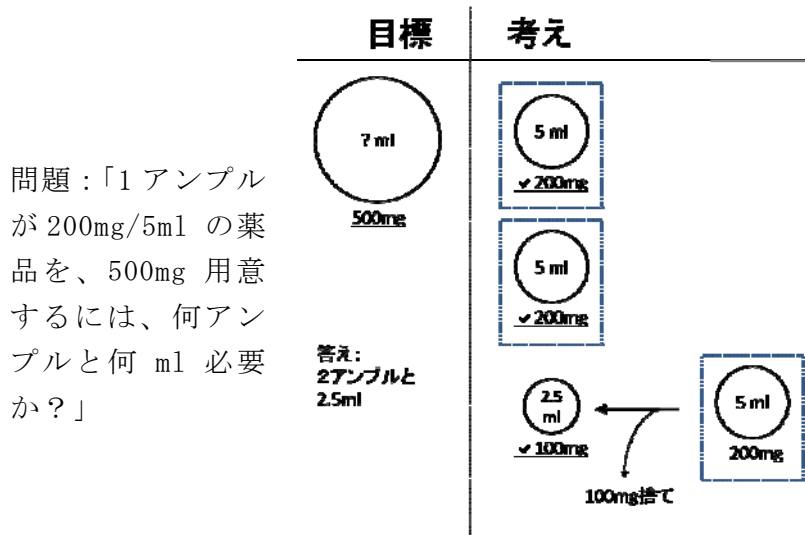 問題:「1アンプル
が200mg/5mlの薬
品を、500mg 用意
するには、何アン
プルと何 ml 必要
か?」
目標
? ml
500mg
答え:
2アンプルと
2.5ml
考え
5 ml
✓200mg
5 ml
✓200mg
2.5
ml
✓100mg
100mg捨て
5 ml
200mg